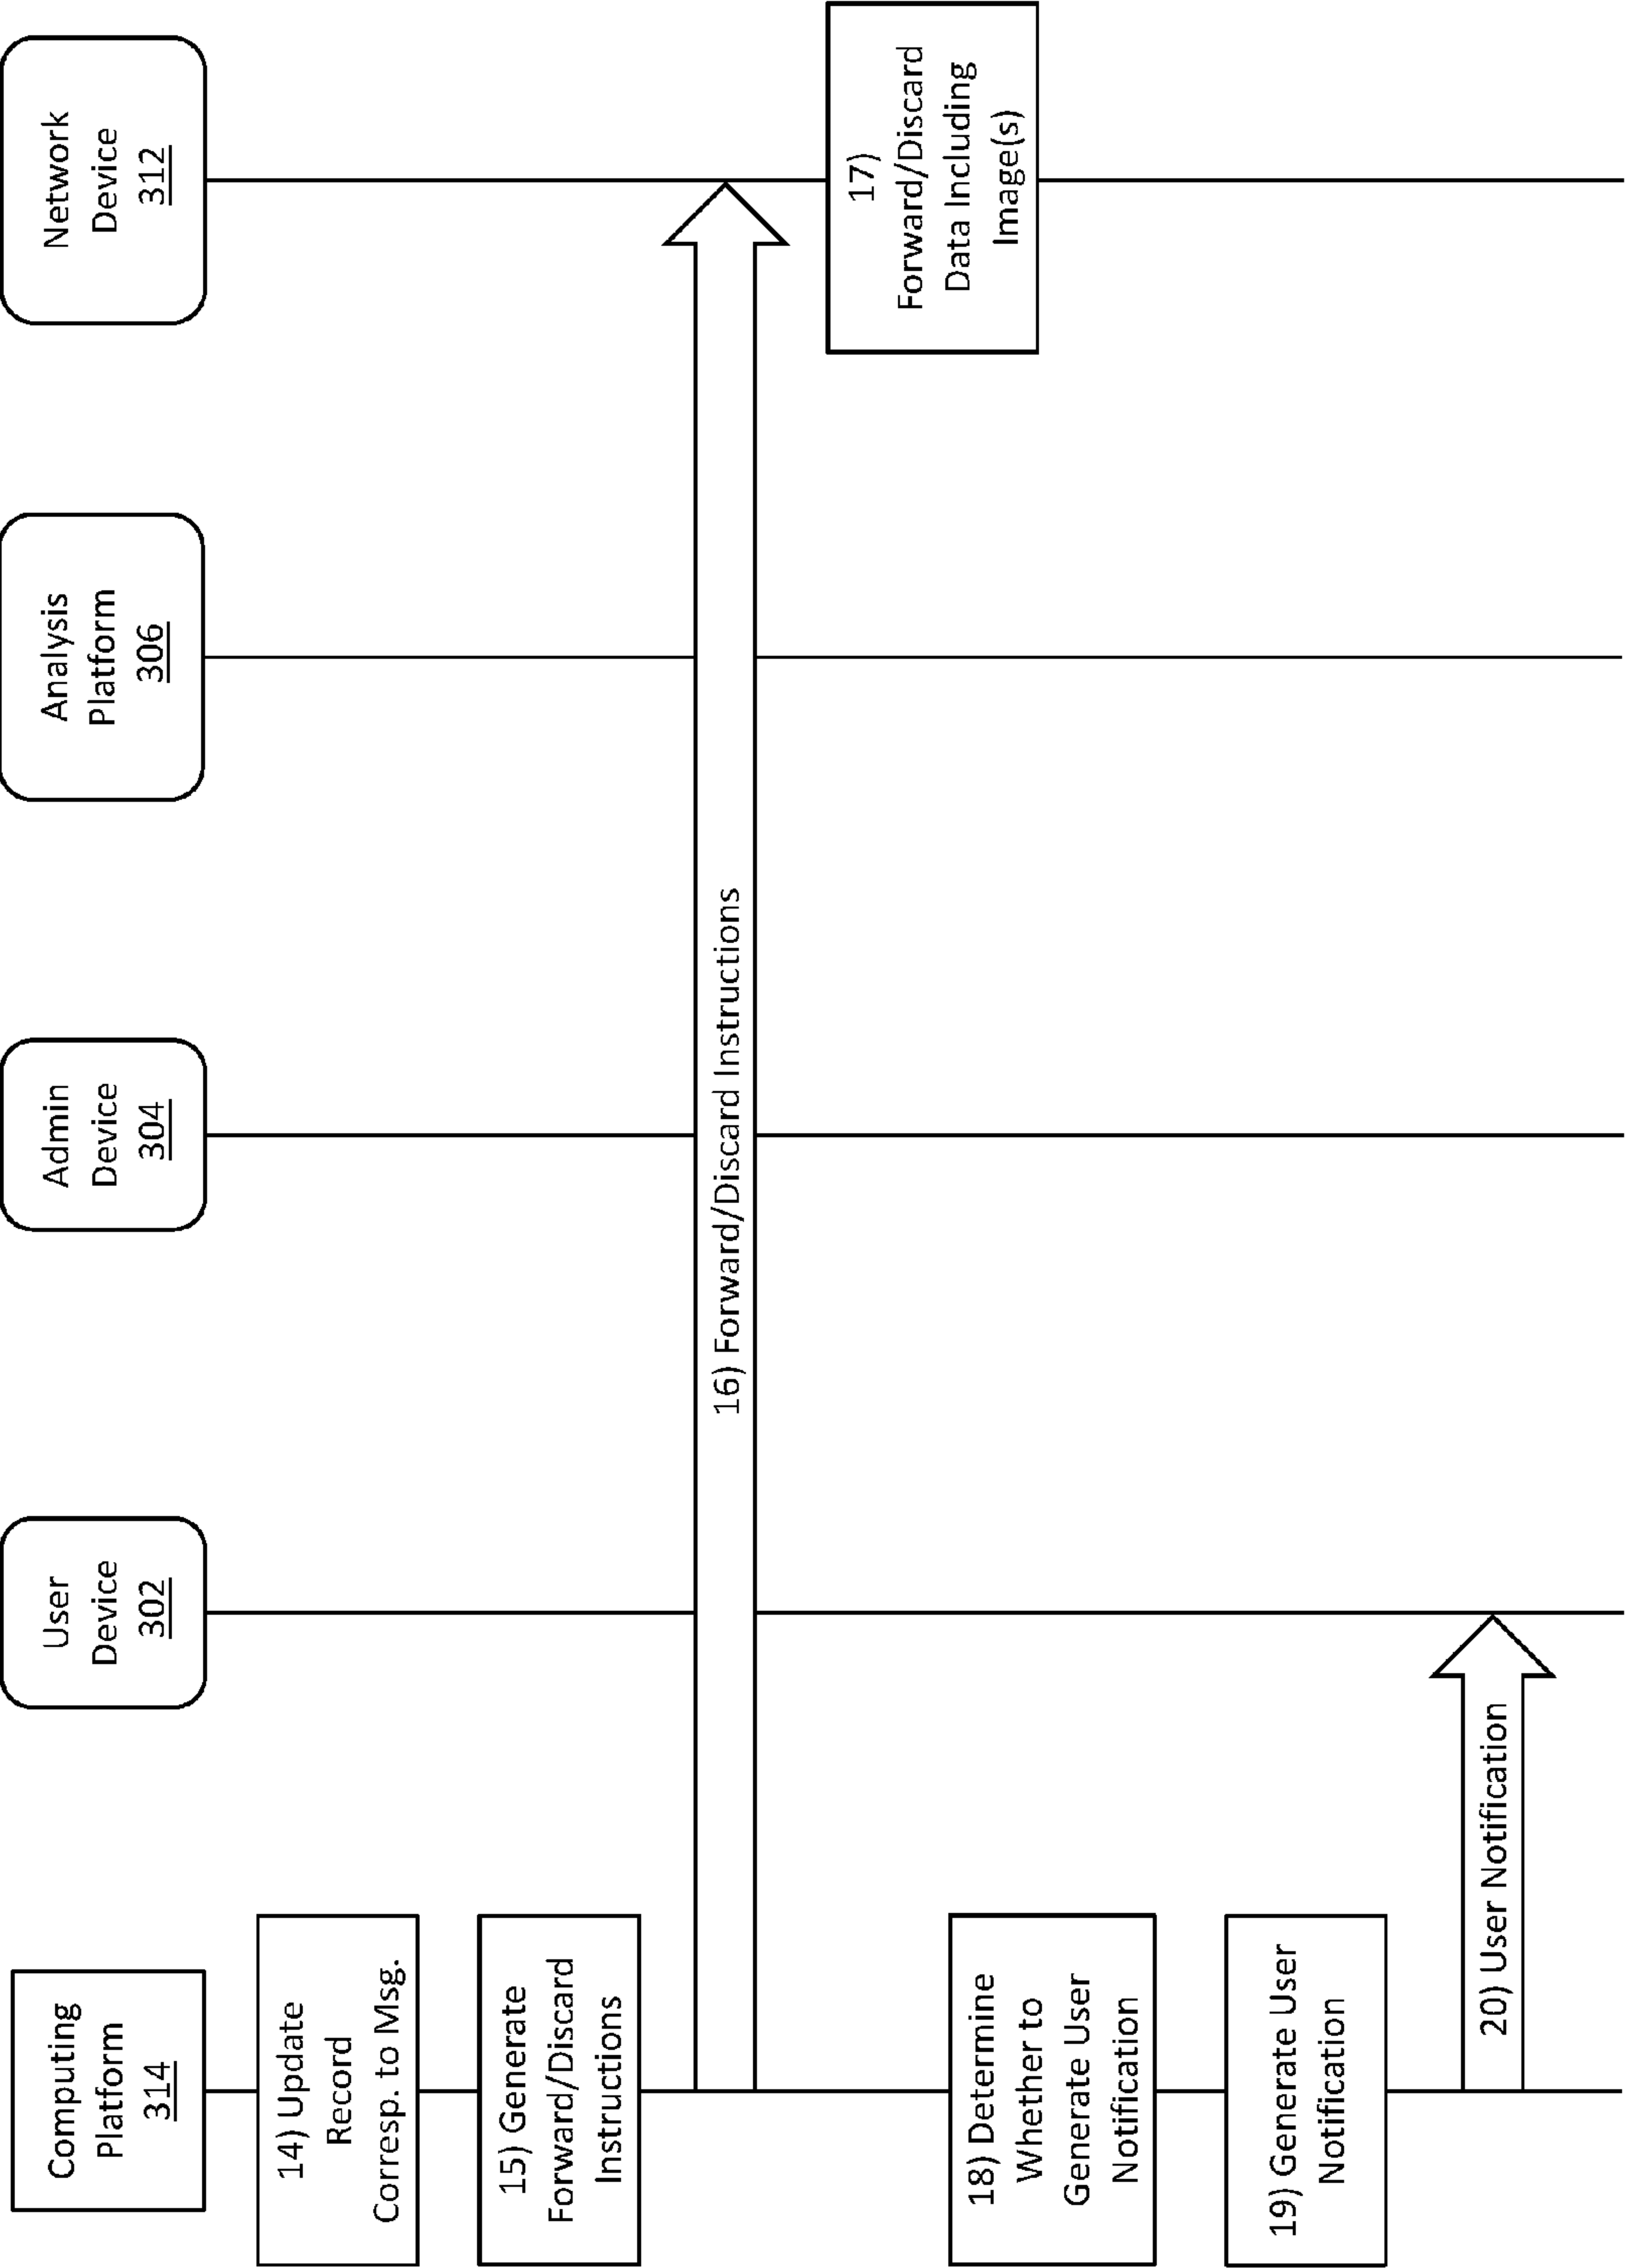 Computing
Platform
314
User
Device
302
Admin
Device
304
Analysis
Platform
306
Network
Device
312
14) Update
Record
Corresp. to Msg.
15) Generate
Forward/Discard
Instructions
16) Forward/Discard Instructions
17)
Forward/Discard
Data Including
Image(s)
18) Determine
Whether to
Generate User
Notification
19) Generate User
Notification
20) User Notification